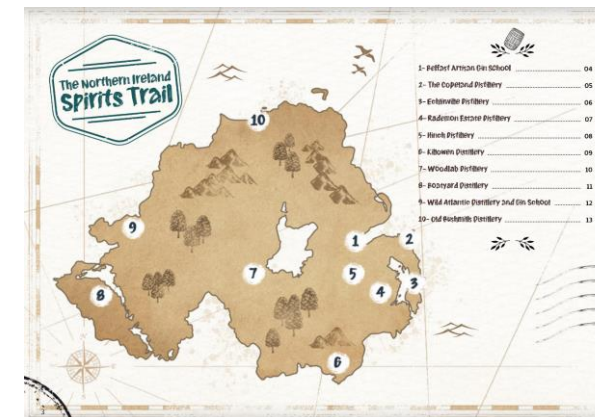 The Northern Ireland
Spirits Trail
1- Belfast Artisan Gin School 04
2- The Copeland Distillery 05
3- Echlinville Distillery 06
4- Rademon Estate Distillery 07
5- Hinch Distillery 08
6- Killowen Distillery 09
7- Woodlab Distillery 10
8- Boatyard Distillery 11
9- Wild Atlantic Distillery and Gin School 12
10- Old Bushmills Distillery 13
10
9
1
2
7
5
3
4
8
6